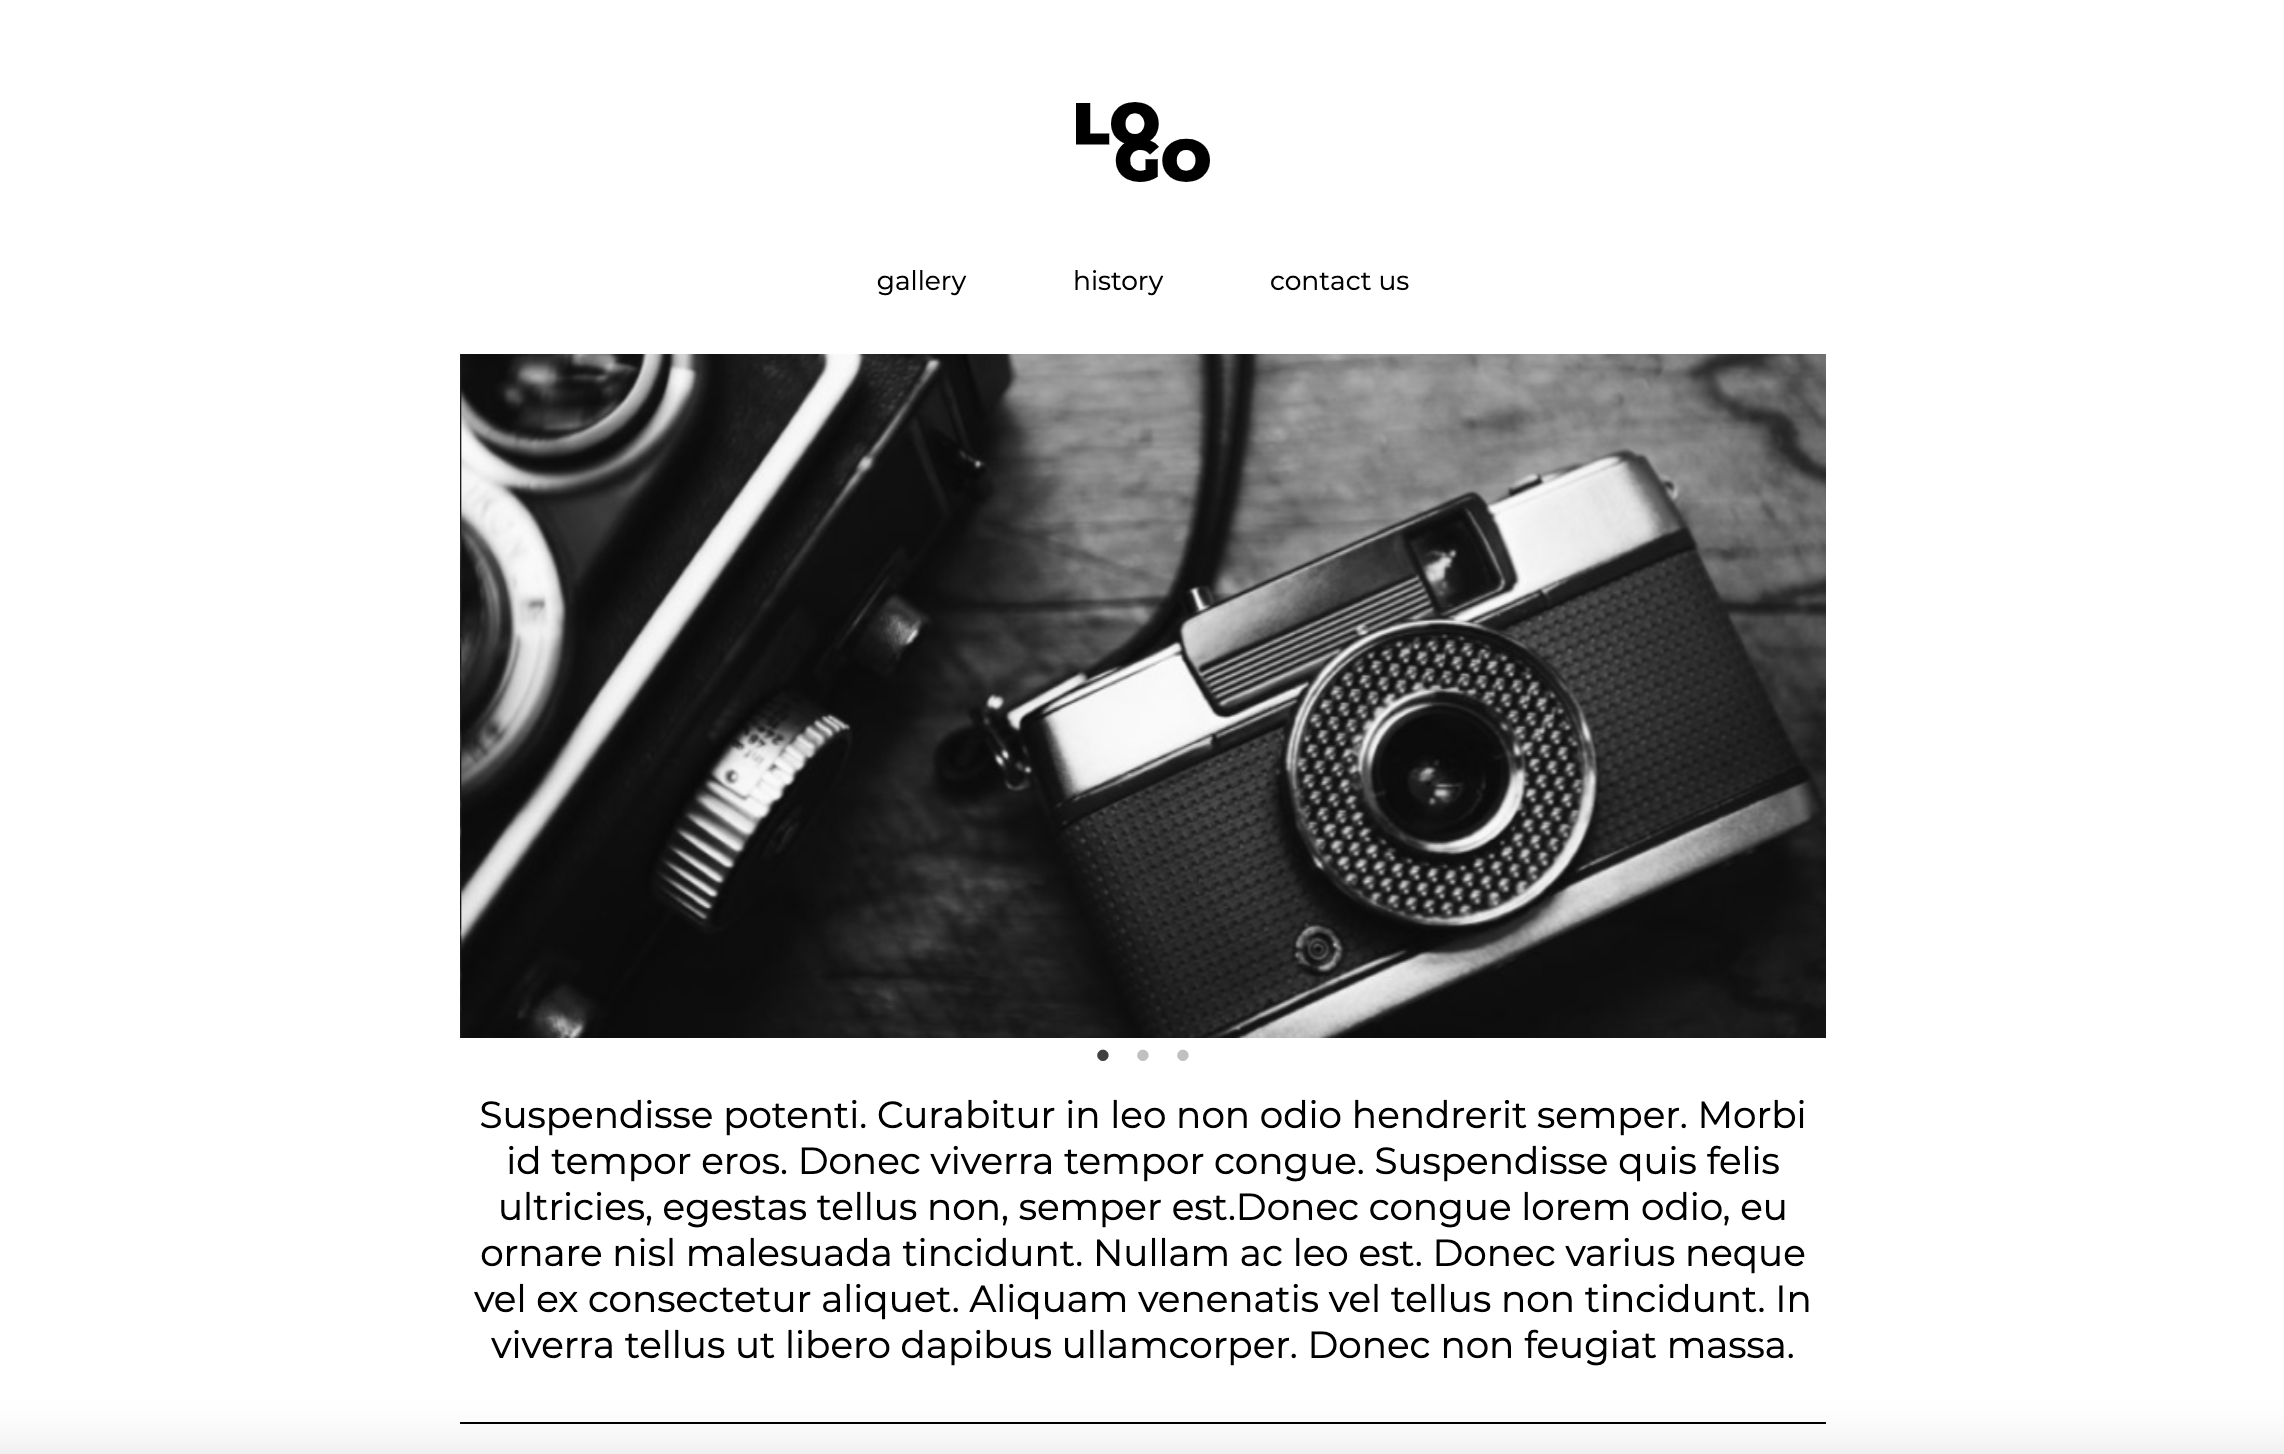 LO
GO
gallery history contact us
Suspendisse potenti. Curabitur in leo non odio hendrerit semper. Morbi
id tempor eros. Donec viverra tempor congue. Suspendisse quis felis
ultricies, egestas tellus non, semper est.Donec congue lorem odio, eu
ornare nisl malesuada tincidunt. Nullam ac leo est. Donec varius neque
vel ex consectetur aliquet. Aliquam venenatis vel tellus non tincidunt. In
viverra tellus ut libero dapibus ullamcorper. Donec non feugiat massa.